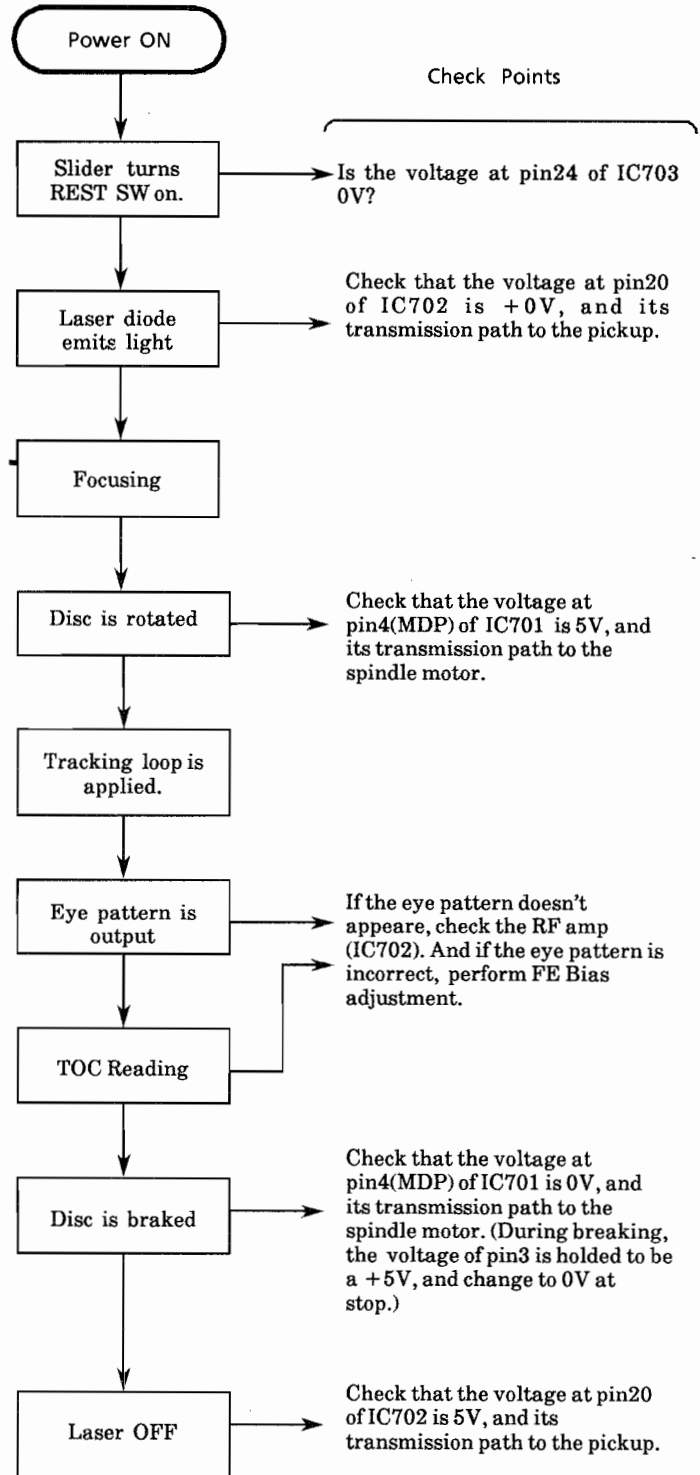 Power ON
Check Points
Slider turns
REST SW on.
Is the voltage at pin24 of IC703
0V?
Laser diode
emits light
Check that the voltage at pin20
of IC702 is +0V, and its
transmission path to the pickup.
Focusing
Disc is rotated
Check that the voltage at
pin4(MDP) of IC701 is 5V, and
its transmission path to the
spindle motor.
Tracking loop is
applied.
Eye pattern is
output
If the eye pattern doesn't
appeare, check the RF amp
(IC702). And if the eye pattern is
incorrect, perform FE Bias
adjustment.
TOC Reading
Disc is braked
Check that the voltage at
pin4(MDP) of IC701 is 0V, and
its transmission path to the
spindle motor. (During breaking,
the voltage of pin3 is holded to be
a +5V, and change to 0V at
stop.)
Laser OFF
Check that the voltage at pin20
of IC702 is 5V, and its
transmission path to the pickup.